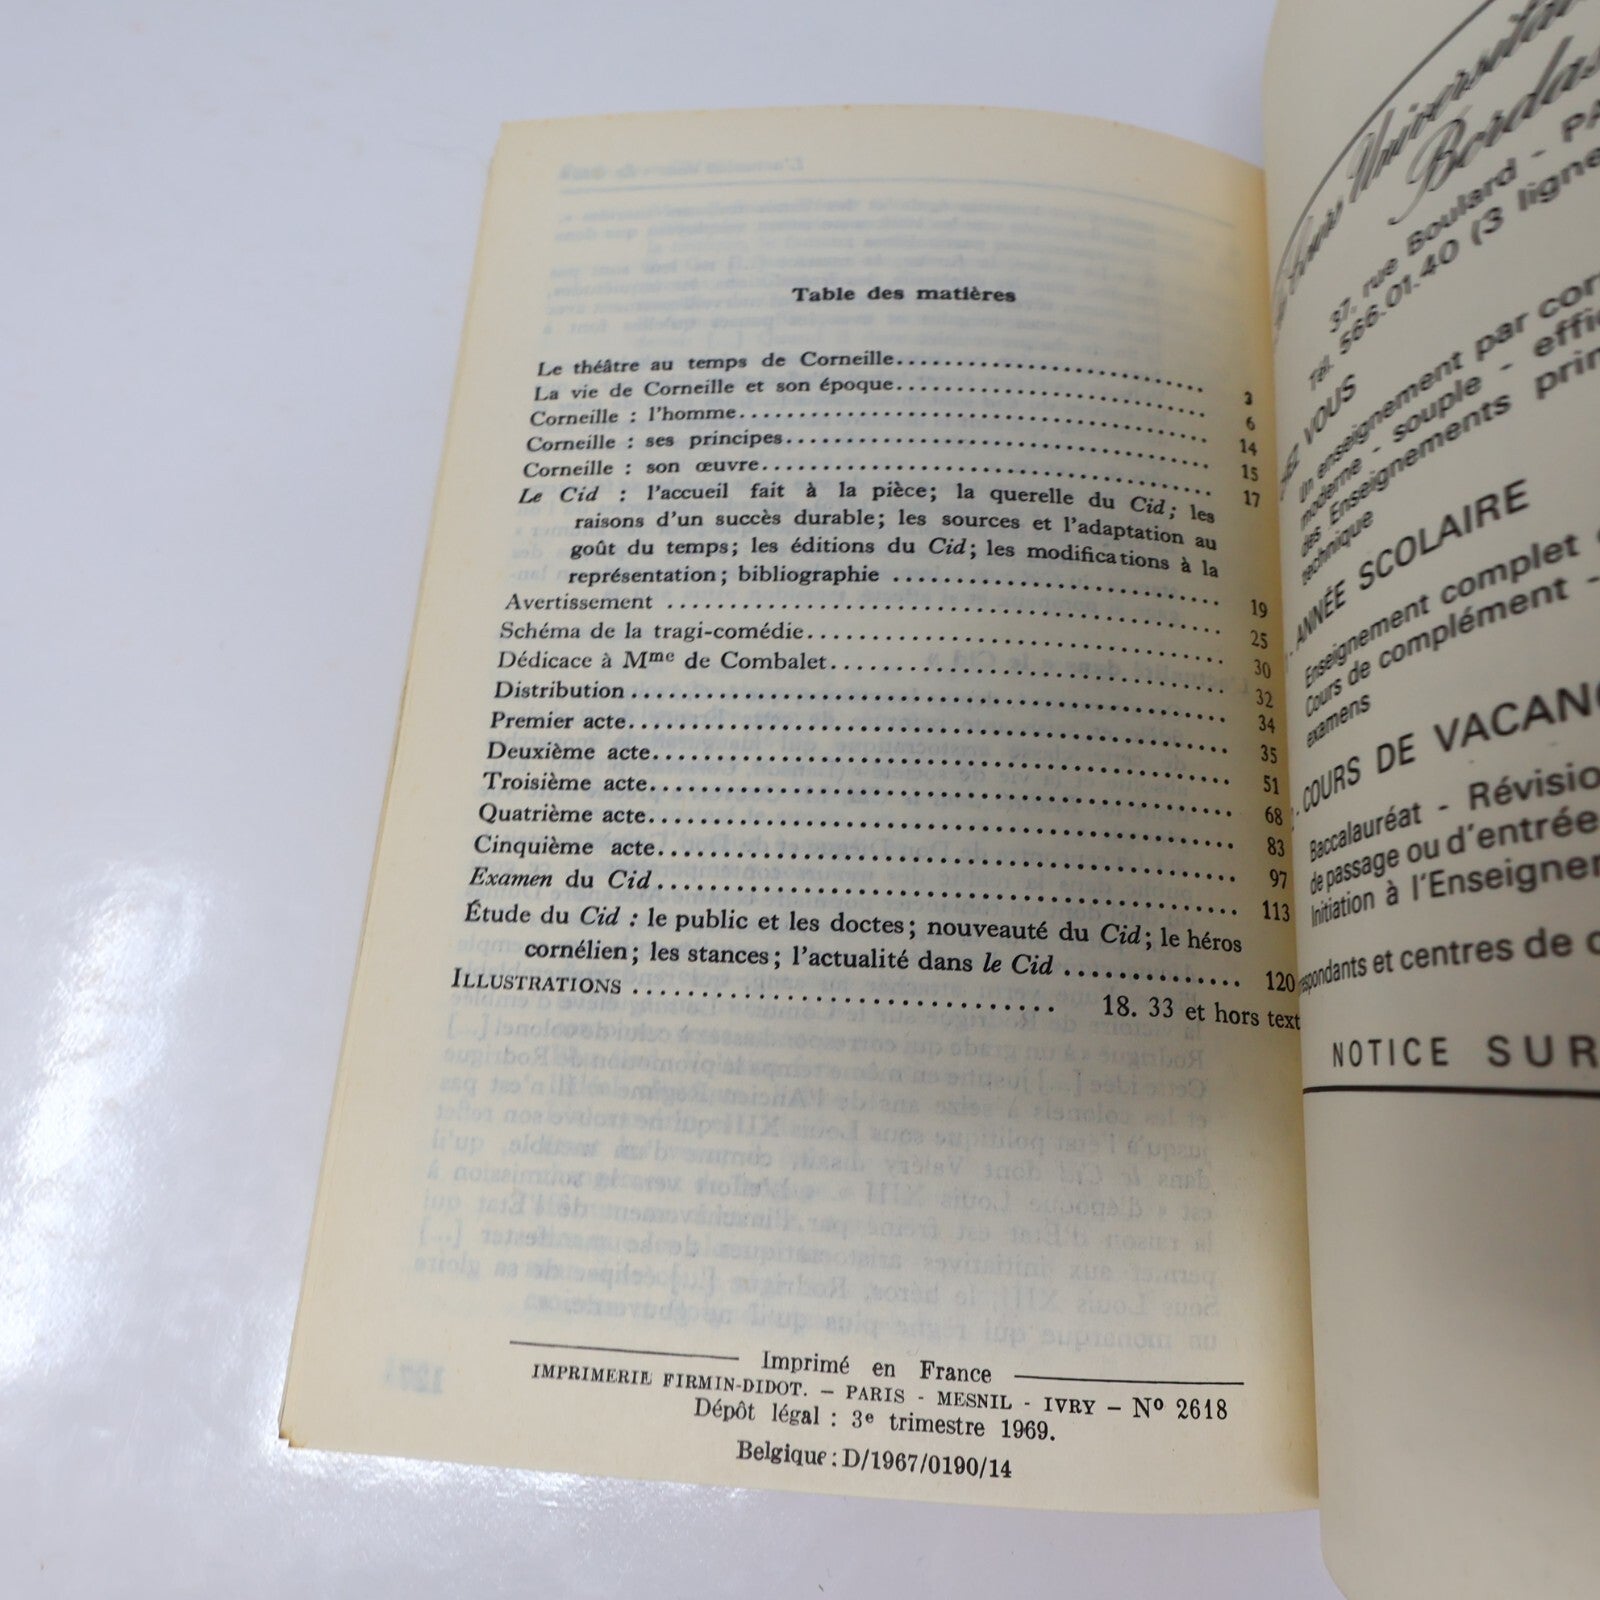 Table des matières
Le théâtre au temps de Corneille........................ 3
La vie de Corneille et son époque........................ 6
Corneille : l'homme........................ 14
Corneille : ses principes........................ 15
Corneille : son œuvre........................ 17
Le Cid : l'accueil fait à la pièce; la querelle du Cid; les
raisons d'un succès durable; les sources et l'adaptation au
goût du temps; les éditions du Cid; les modifications à la
représentation; bibliographie ........................ 19
Avertissement ........................ 25
Schéma de la tragi-comédie........................ 30
Dédicace à Mme de Combalet........................ 32
Distribution ........................ 34
Premier acte........................ 35
Deuxième acte........................ 51
Troisième acte........................ 68
Quatrième acte........................ 83
Cinquième acte........................ 97
Examen du Cid........................ 113
Étude du Cid : le public et les doctes; nouveauté du Cid; le héros
cornélien; les stances; l'actualité dans le Cid .............. 120
ILLUSTRATIONS ........................ 18. 33 et hors text
Imprimé en France
IMPRIMERIE FIRMIN-DIDOT. – PARIS - MESNIL - IVRY – Nº 2618
Dépôt légal : 3e trimestre 1969.
Belgique : D/1967/0190/14
Bordas
37, rue Boulard - PA
Tél. 566.01.40 (3 ligne
VOUS
Un enseignement par cor
moderne - souple - effi
des Enseignements prin
technique
ANNÉE SCOLAIRE
Enseignement complet
Cours de complément -
examens
COURS DE VACANC
Baccalauréat - Révisio
de passage ou d'entrée
Initiation à l'Enseignem
spondants et centres de c
NOTICE SUR